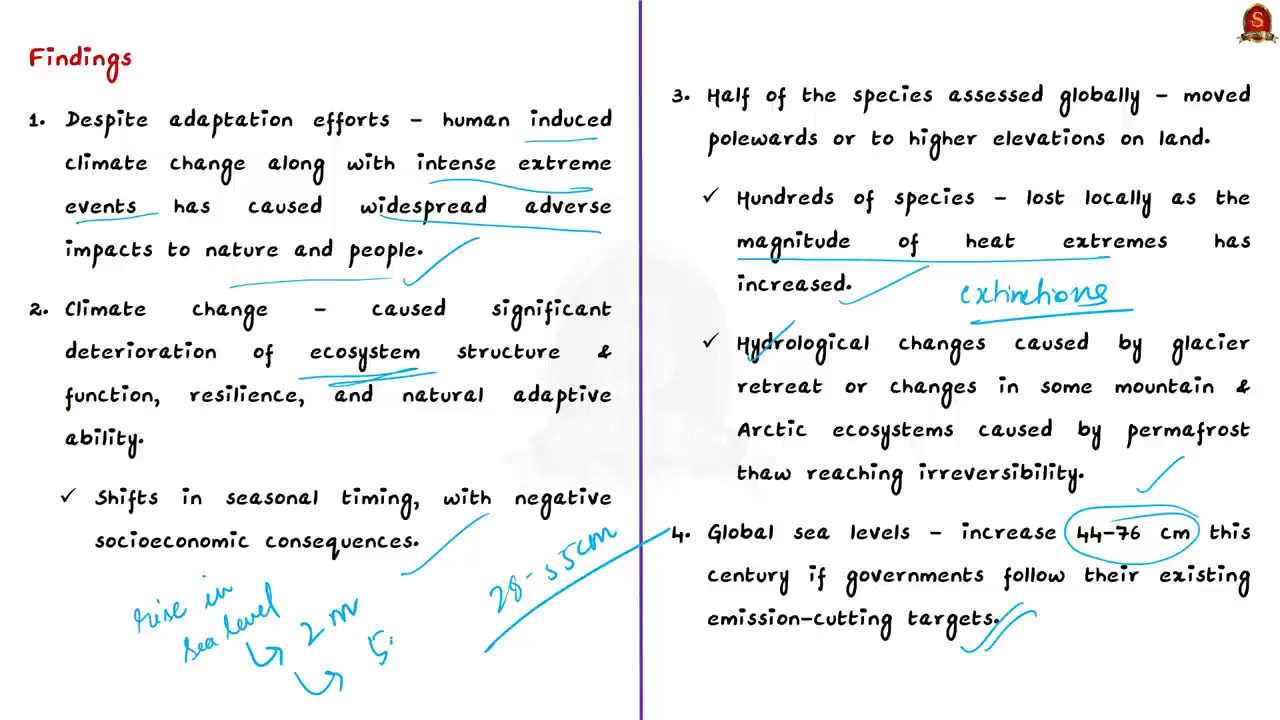 Findings
1. Despite adaptation efforts – human induced
climate change along with intense extreme
events has caused widespread adverse
impacts to nature and people.
2. Climate change – caused significant
deterioration of ecosystem structure &
function, resilience, and natural adaptive
ability.
✓ Shifts in seasonal timing, with negative
socioeconomic consequences.
rise in
sea level
2 m
5
28-55cm
3. Half of the species assessed globally – moved
polewards or to higher elevations on land.
✓ Hundreds of species – lost locally as the
magnitude of heat extremes has
increased.
extinctions
✓ Hydrological changes caused by glacier
retreat or changes in some mountain &
Arctic ecosystems caused by permafrost
thaw reaching irreversibility.
4. Global sea levels – increase 44–76 cm this
century if governments follow their existing
emission-cutting targets.